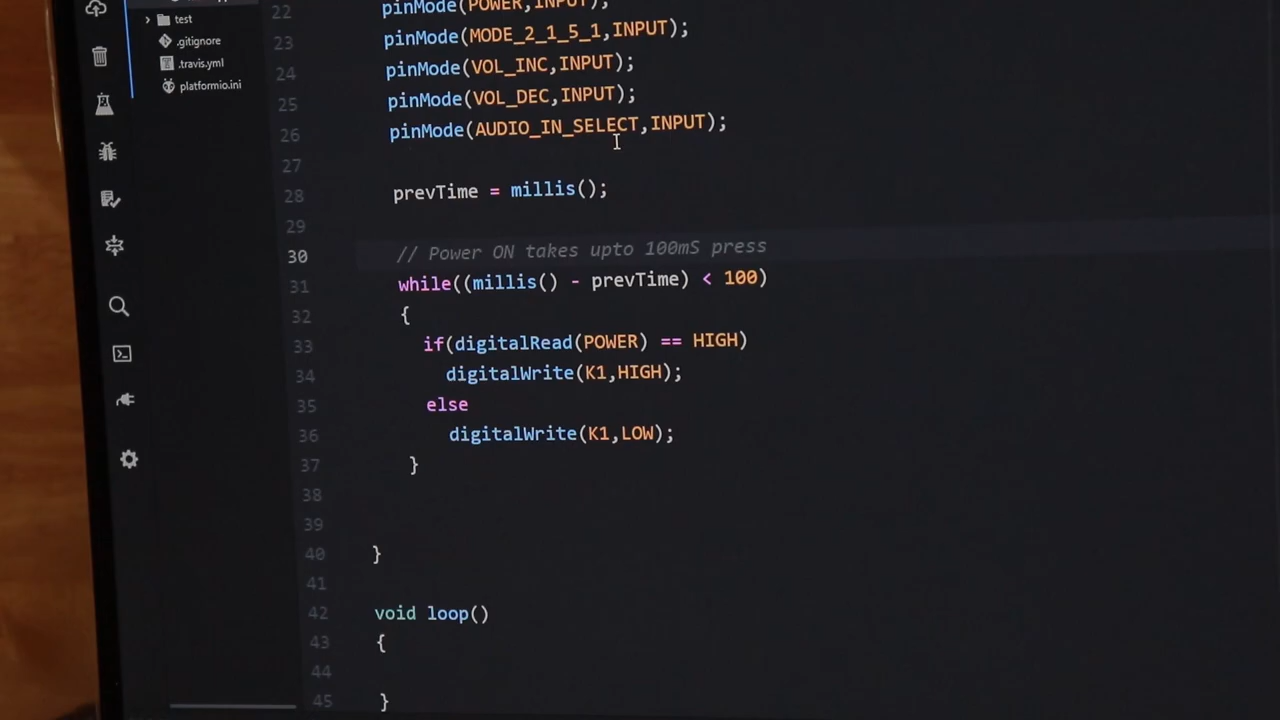 test
.gitignore
.travis.yml
platformio.ini
22 pinMode(POWER,INPUT);
23 pinMode(MODE_2_1_5_1,INPUT);
24 pinMode(VOL_INC,INPUT);
25 pinMode(VOL_DEC,INPUT);
26 pinMode(AUDIO_IN_SELECT,INPUT);
27
28 prevTime = millis();
29
30 // Power ON takes upto 100mS press
31 while((millis() - prevTime) < 100)
32 {
33 if(digitalRead(POWER) == HIGH)
34 digitalWrite(K1,HIGH);
35 else
36 digitalWrite(K1,LOW);
37 }
38
39
40 }
41
42 void loop()
43 {
44
45 }